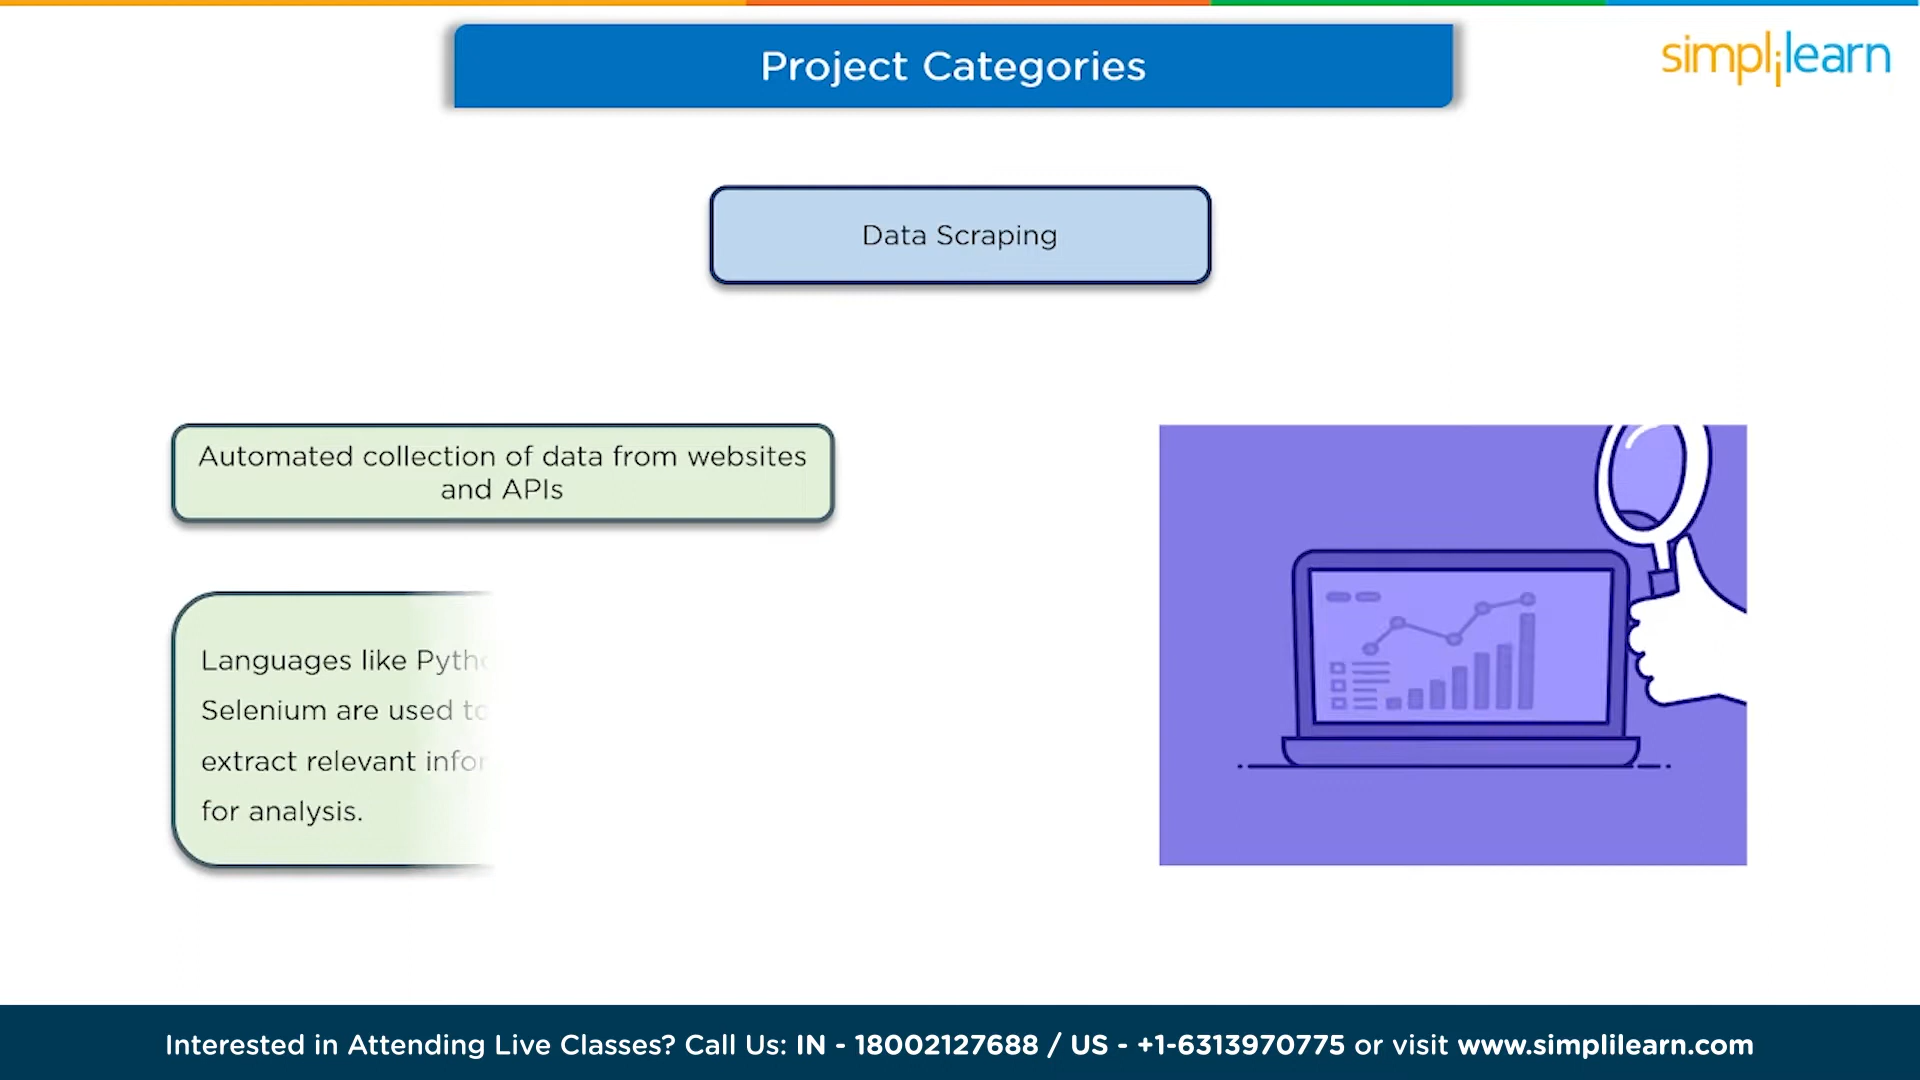 Project Categories
simplilearn
Data Scraping
Automated collection of data from websites
and APIs
Languages like
Selenium are used
extract relevant
for analysis.
Interested in Attending Live Classes? Call Us: IN - 18002127688 / US - +1-6313970775 or visit www.simplilearn.com